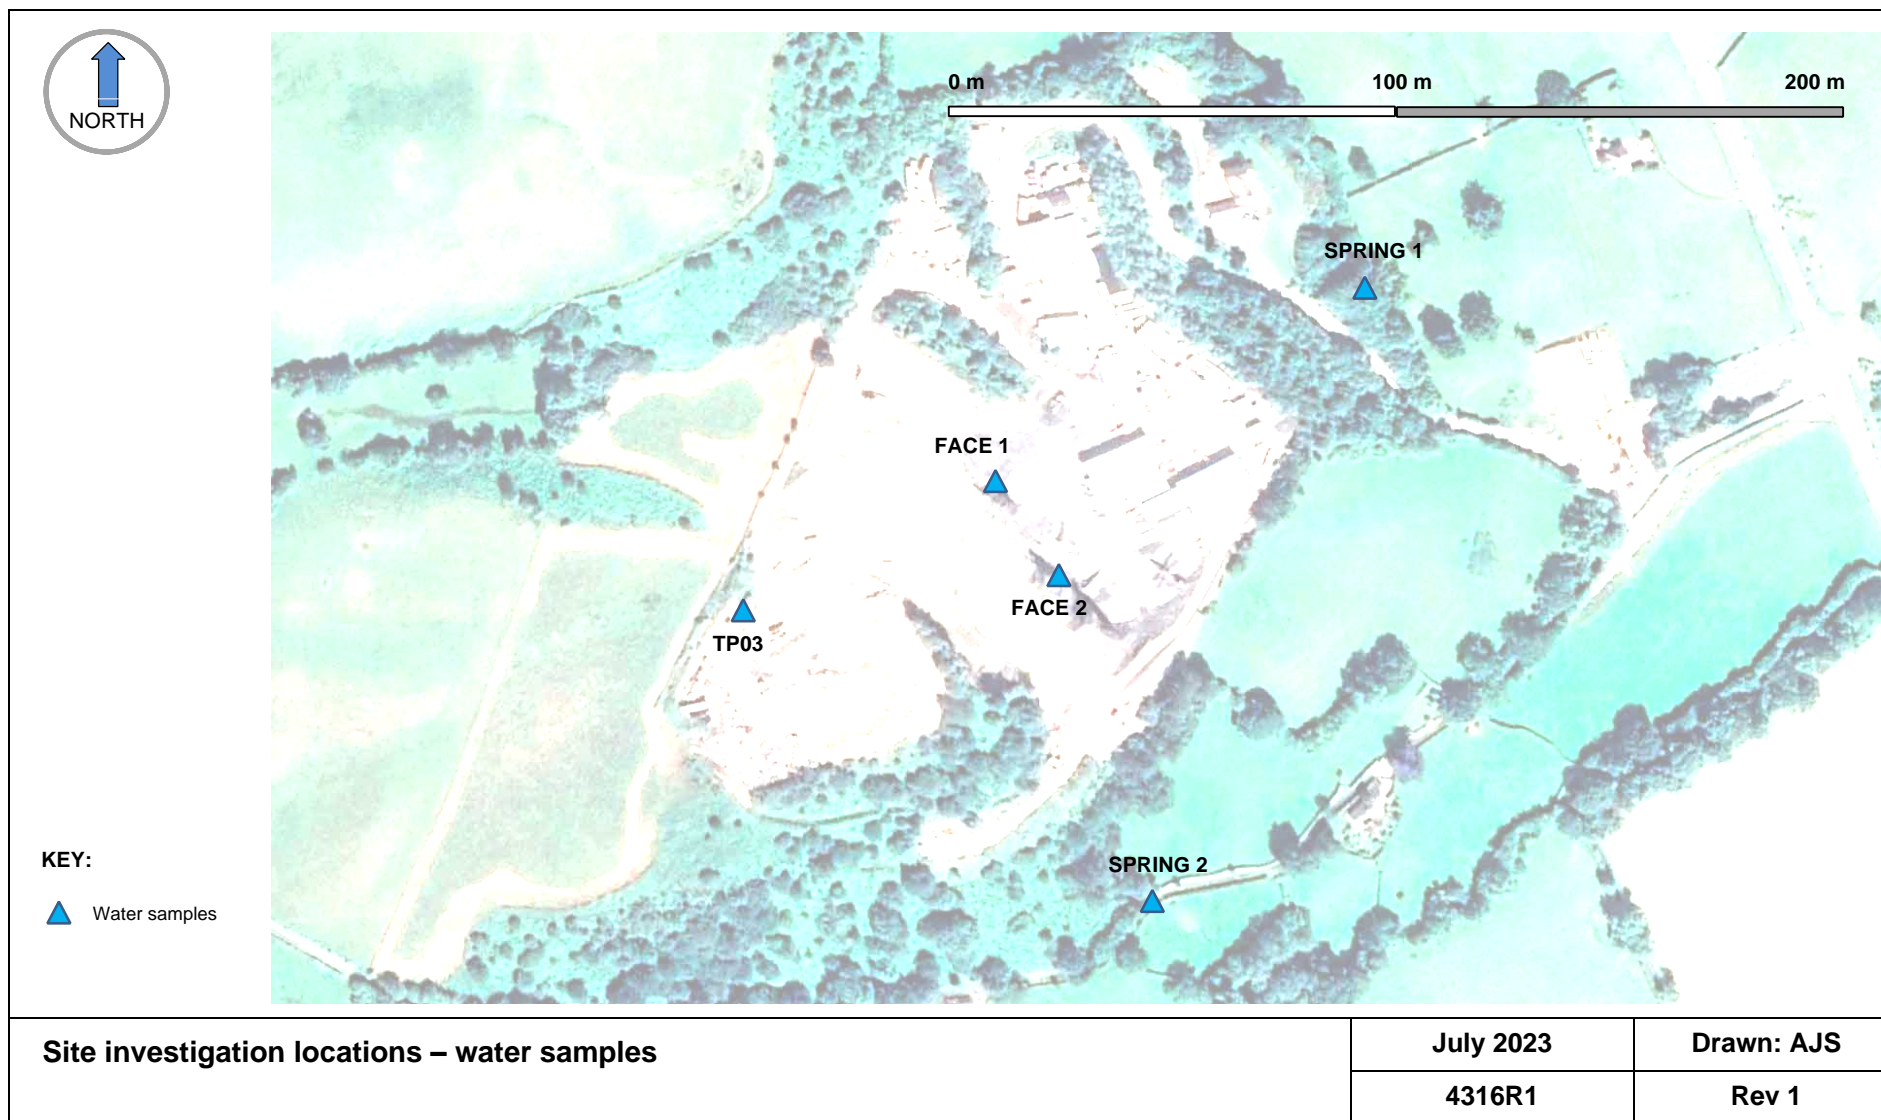 NORTH
0 m 100 m 200 m
SPRING 1
FACE 1
FACE 2
TP03
SPRING 2
KEY:
Water samples
Site investigation locations – water samples
July 2023
Drawn: AJS
4316R1
Rev 1